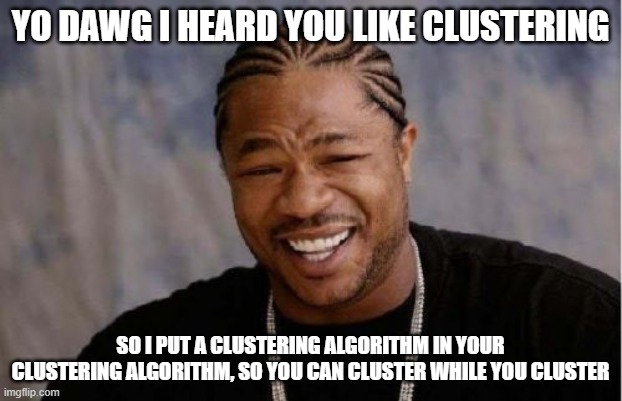 YO DAWG I HEARD YOU LIKE CLUSTERING
SO I PUT A CLUSTERING ALGORITHM IN YOUR
CLUSTERING ALGORITHM, SO YOU CAN CLUSTER WHILE YOU CLUSTER
imgflip.com